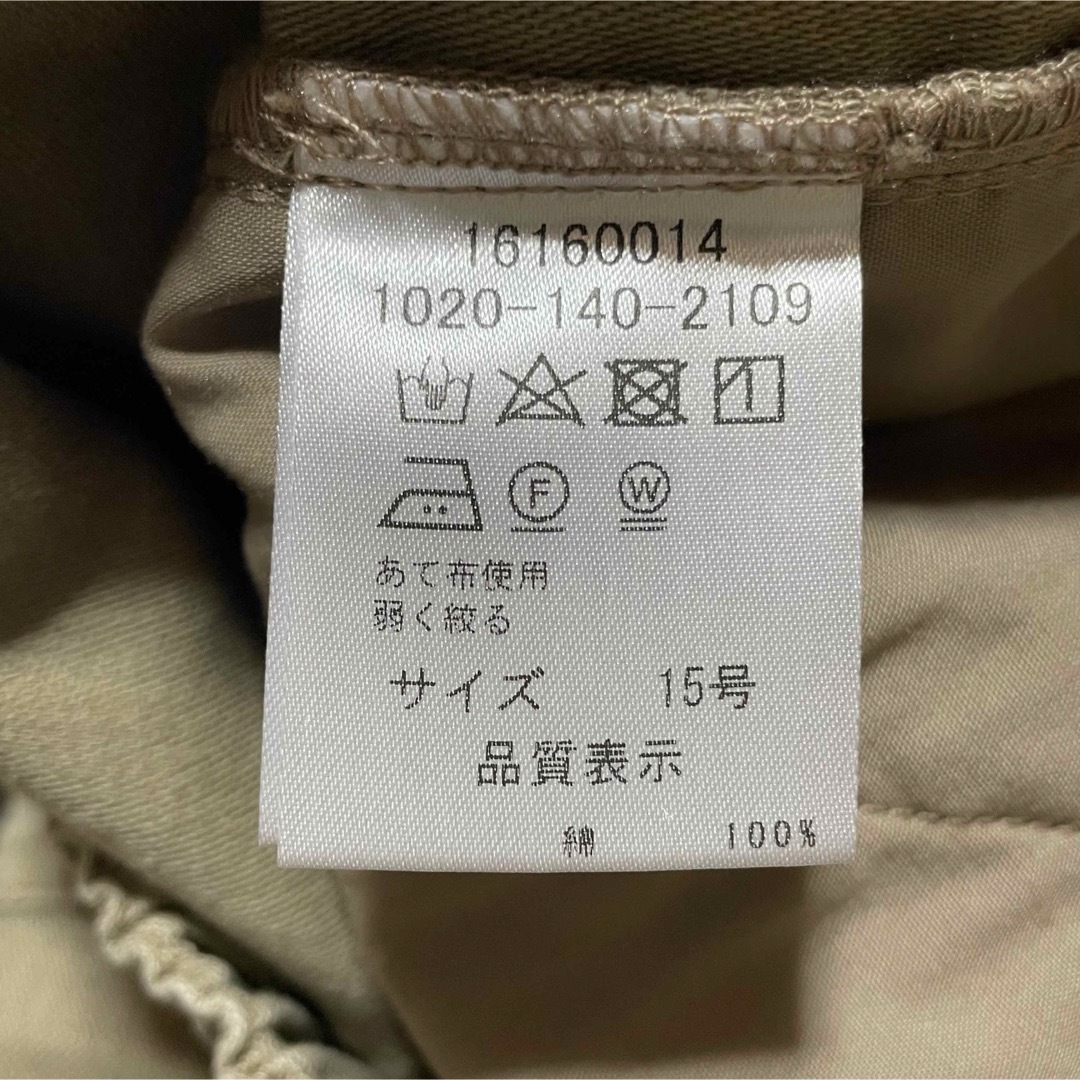 16160014
1020-140-2109
F W
あて布使用
弱く絞る
サイズ 15号
品質表示
綿 100%